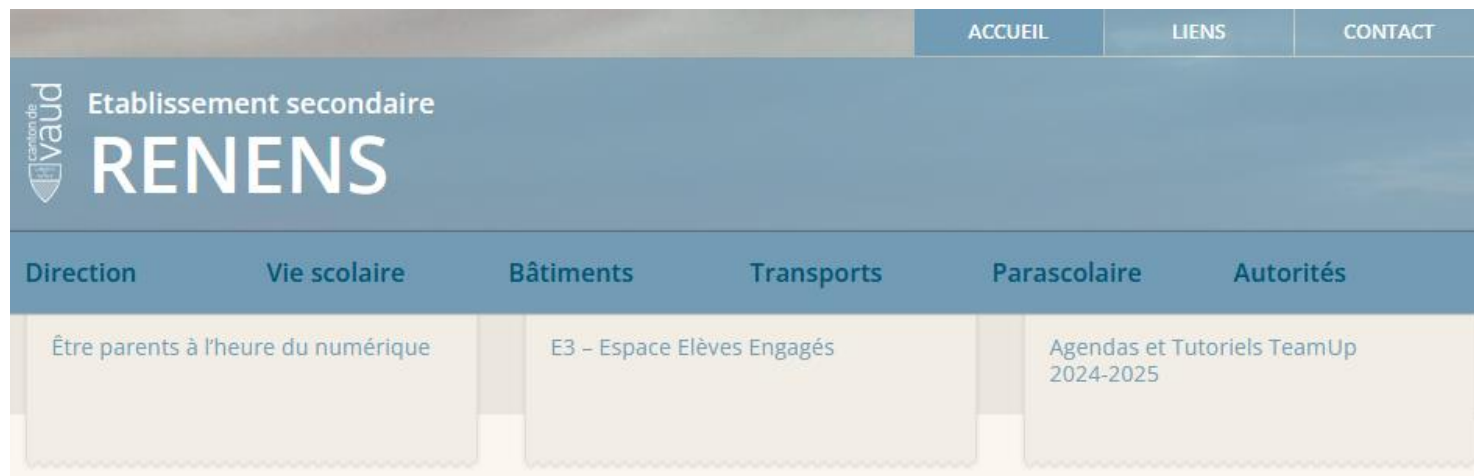 ACCUEIL LIENS CONTACT
canton de
vaud
Etablissement secondaire
RENENS
Direction Vie scolaire Bâtiments Transports Parascolaire Autorités
Être parents à l'heure du numérique
E3 – Espace Elèves Engagés
Agendas et Tutoriels TeamUp
2024-2025